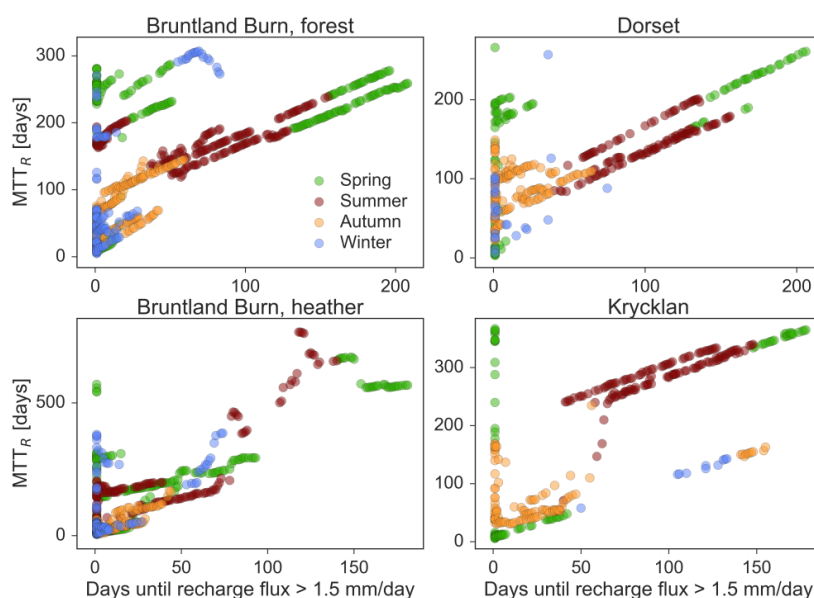 Bruntland Burn, forest
Dorset
MTT_R [days]
300
200
100
0
0
100
200
Spring
Summer
Autumn
Winter
200
100
0
0
100
200
Bruntland Burn, heather
Krycklan
MTT_R [days]
500
0
0
50
100
150
Days until recharge flux > 1.5 mm/day
300
200
100
0
0
50
100
150
Days until recharge flux > 1.5 mm/day